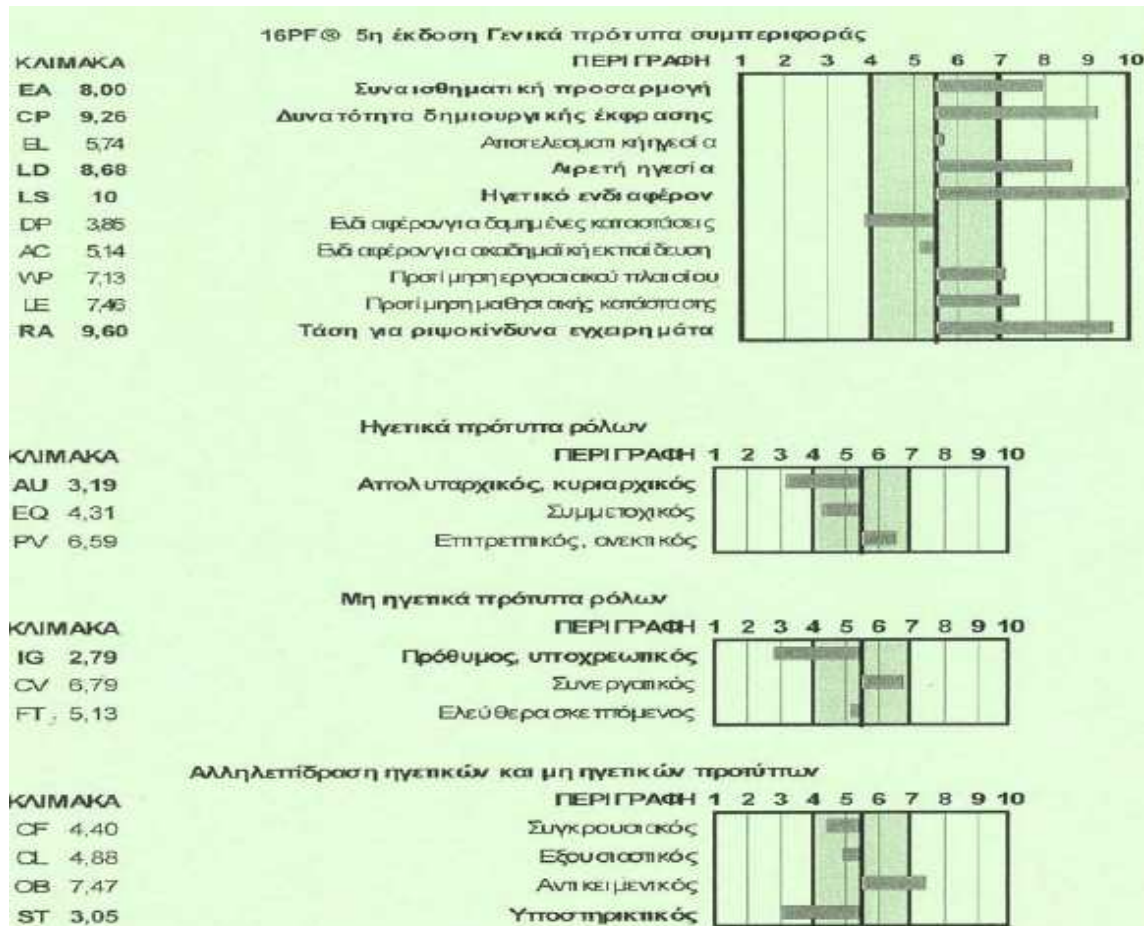 16PF® 5η έκδοση Γενικά πρότυπα συμπεριφοράς
ΚΛΙΜΑΚΑ ΠΕΡΙΓΡΑΦΗ 1 2 3 4 5 6 7 8 9 10
EA 8,00 Συναισθηματική προσαρμογή
CP 9,26 Δυνατότητα δημιουργικής έκφρασης
EL 5,74 Αποτελεσματική ηγεσία
LD 8,68 Αιρετή ηγεσία
LS 10 Ηγετικό ενδιαφέρον
DP 3,85 Ενδιαφέρον για δομημένες καταστάσεις
AC 5,14 Ενδιαφέρον για ακαδημαϊκή εκπαίδευση
WP 7,13 Προτίμηση εργασιακού πλαισίου
LE 7,46 Προτίμηση μαθησιακής κατάστασης
RA 9,60 Τάση για ριψοκίνδυνα εγχειρημάτα
Ηγετικά πρότυπα ρόλων
ΚΛΙΜΑΚΑ ΠΕΡΙΓΡΑΦΗ 1 2 3 4 5 6 7 8 9 10
AU 3,19 Απολυταρχικός, κυριαρχικός
EQ 4,31 Συμμετοχικός
PV 6,59 Επιτρεπτικός, ανεκτικός
Μη ηγετικά πρότυπα ρόλων
ΚΛΙΜΑΚΑ ΠΕΡΙΓΡΑΦΗ 1 2 3 4 5 6 7 8 9 10
IG 2,79 Πρόθυμος, υποχρεωτικός
CV 6,79 Συνεργατικός
FT 5,13 Ελεύθερα σκεπτόμενος
Αλληλεπίδραση ηγετικών και μη ηγετικών προτύπων
ΚΛΙΜΑΚΑ ΠΕΡΙΓΡΑΦΗ 1 2 3 4 5 6 7 8 9 10
CF 4,40 Συγκρουσιακός
CL 4,88 Εξουσιαστικός
OB 7,47 Αντικειμενικός
ST 3,05 Υποστηρικτικός